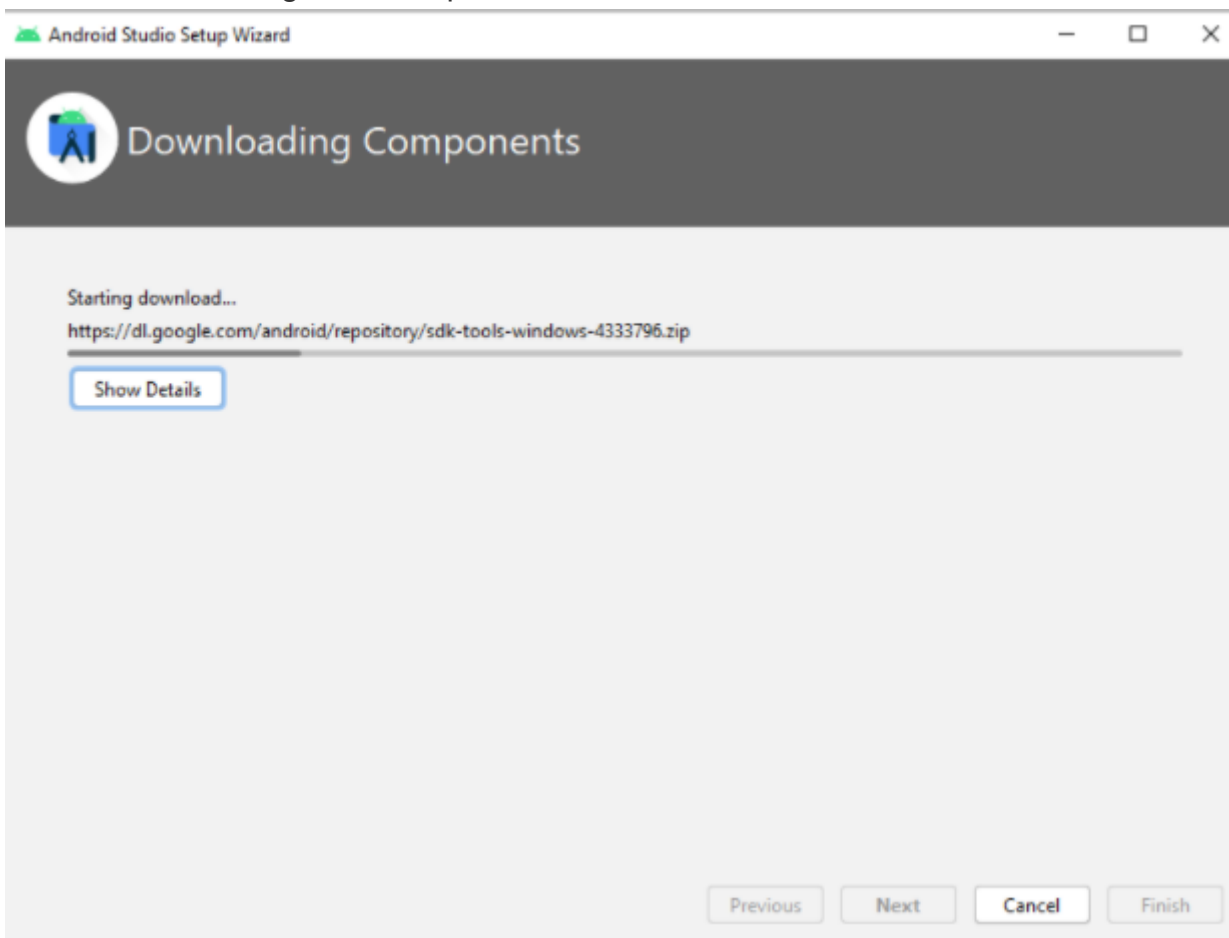 Android Studio Setup Wizard
Downloading Components
Starting download...
https://dl.google.com/android/repository/sdk-tools-windows-4333796.zip
Show Details
Previous Next Cancel Finish